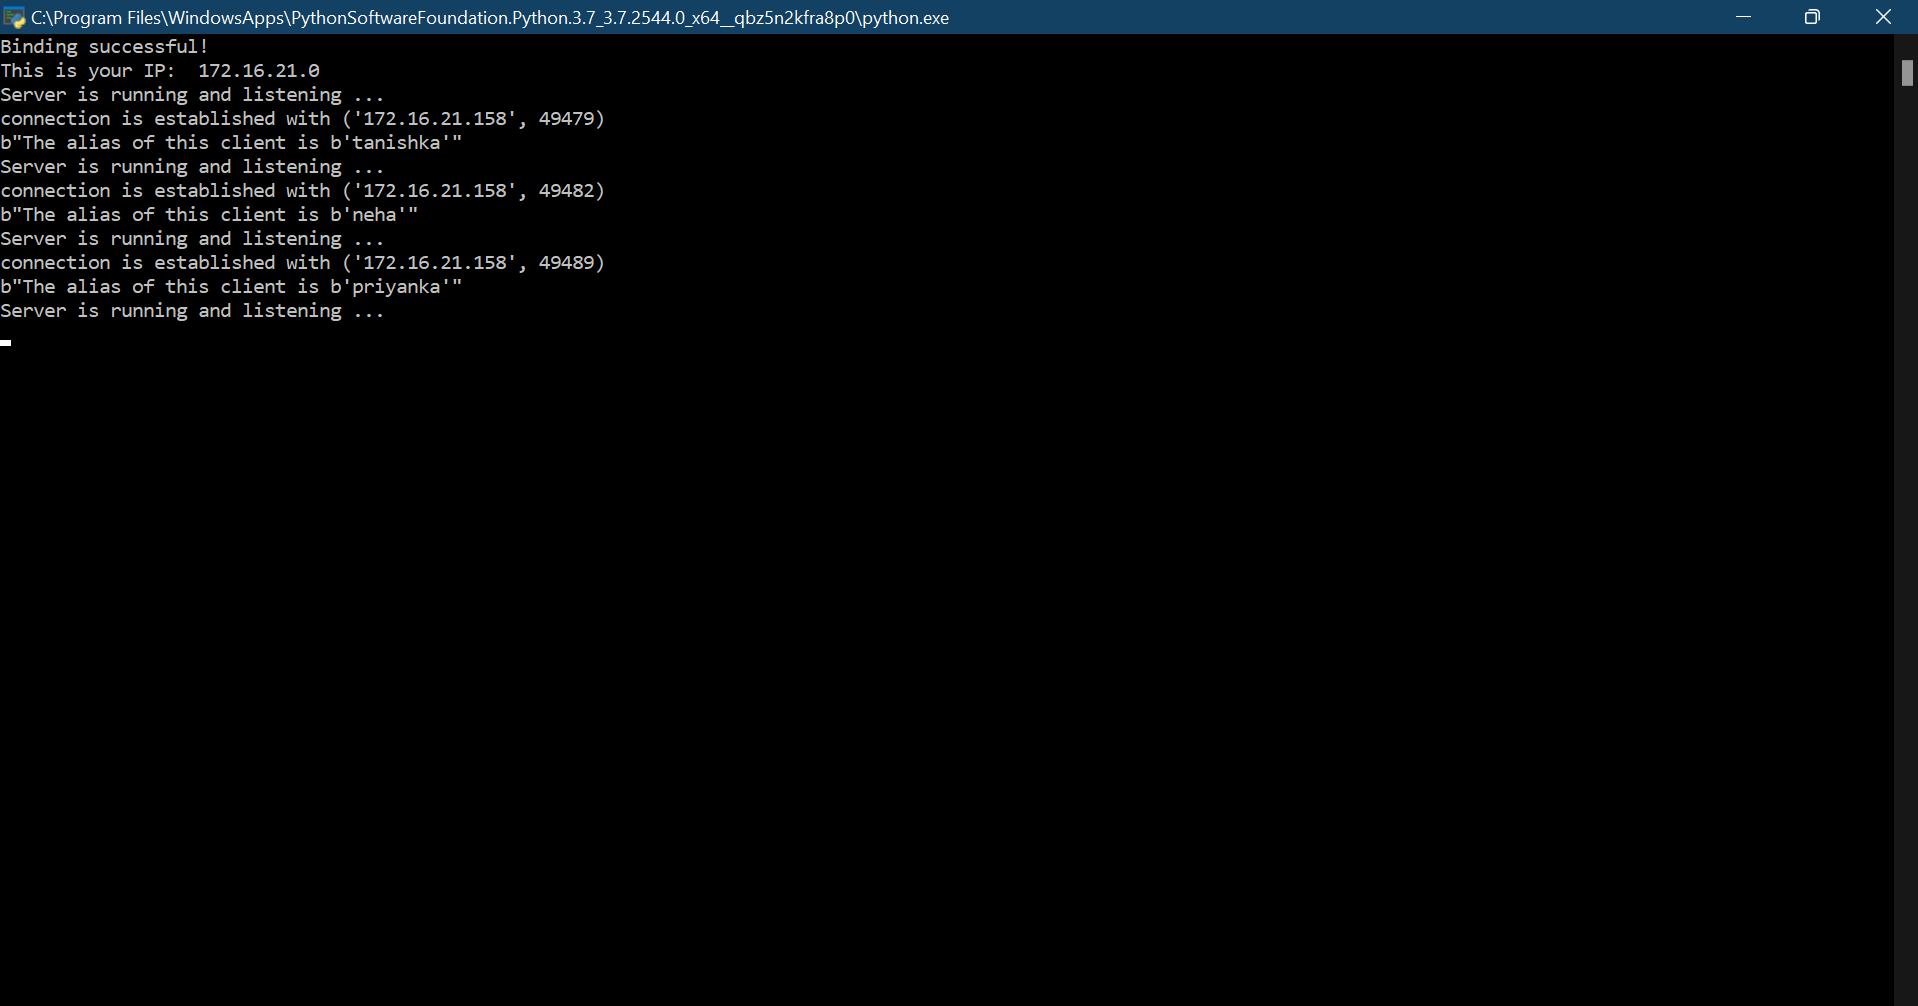 C:\Program Files\WindowsApps\PythonSoftwareFoundation.Python.3.7_3.7.2544.0_x64__qbz5n2kfra8p0\python.exe
Binding successful!
This is your IP:  172.16.21.0
Server is running and listening ...
connection is established with ('172.16.21.158', 49479)
b"The alias of this client is b'tanishka'"
Server is running and listening ...
connection is established with ('172.16.21.158', 49482)
b"The alias of this client is b'neha'"
Server is running and listening ...
connection is established with ('172.16.21.158', 49489)
b"The alias of this client is b'priyanka'"
Server is running and listening ...